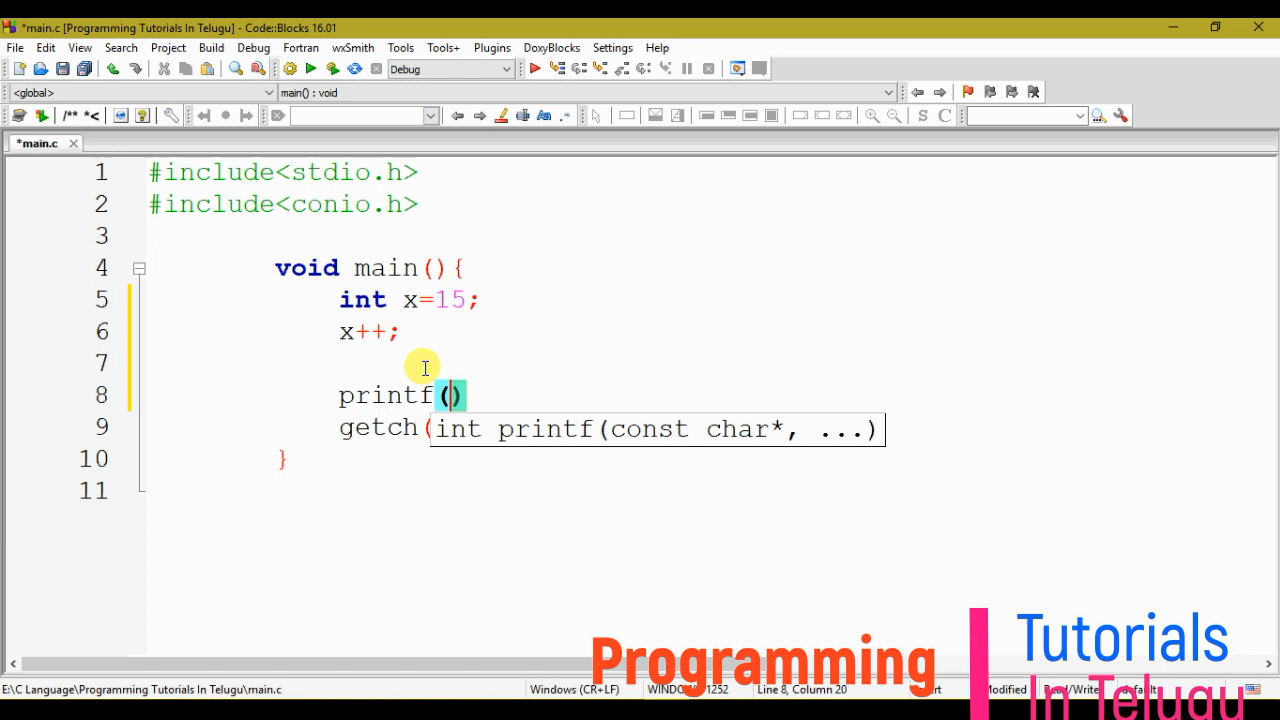 *main.c [Programming Tutorials In Telugu] - Code::Blocks 16.01
File Edit View Search Project Build Debug Fortran wxSmith Tools Tools+ Plugins DoxyBlocks Settings Help
Debug
<global> main() : void
/** *<
S C
*main.c
1 #include<stdio.h>
2 #include<conio.h>
3
4 void main(){
5 int x=15;
6 x++;
7
8 printf()
9 getch(
int printf(const char*, ...)
10 }
11
Programming
Tutorials
In Telugu
E:\C Language\Programming Tutorials In Telugu\main.c Windows (CR+LF) Line 8, Column 20 Modified